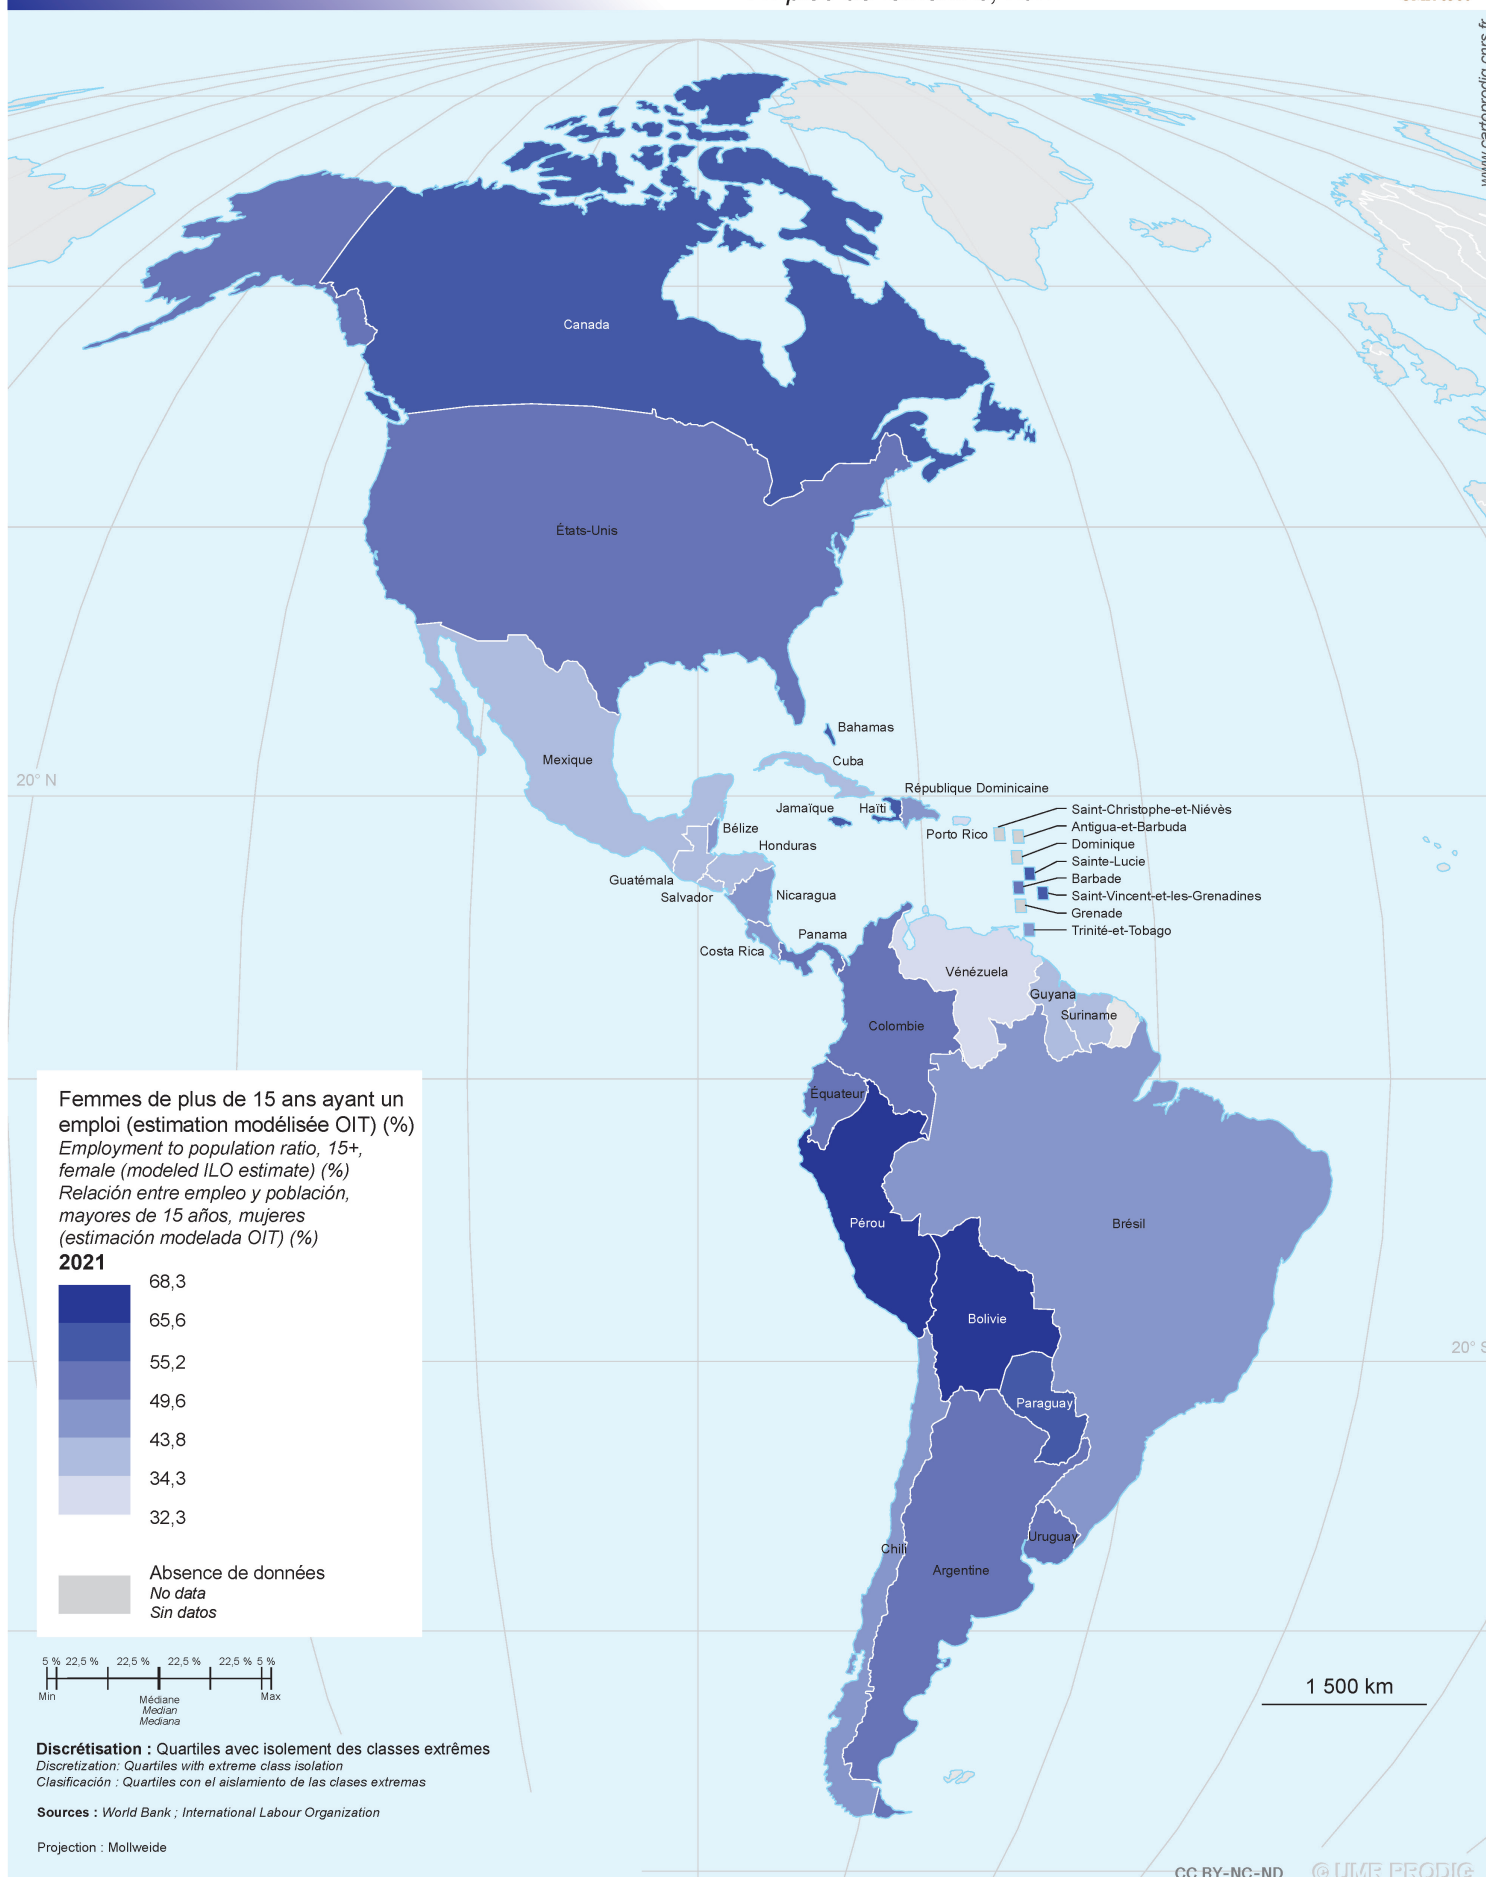 www.cartoprodig.cnrs.fr
Canada
États-Unis
Mexique
Bahamas
Cuba
20° N
République Dominicaine
Jamaïque
Haïti
Saint-Christophe-et-Niévès
Porto Rico
Antigua-et-Barbuda
Bélize
Dominique
Honduras
Sainte-Lucie
Guatémala
Barbade
Salvador
Nicaragua
Saint-Vincent-et-les-Grenadines
Grenade
Panama
Trinité-et-Tobago
Costa Rica
Vénézuela
Guyana
Suriname
Colombie
Équateur
Pérou
Brésil
Bolivie
20° S
Paraguay
Uruguay
Chili
Argentine
Femmes de plus de 15 ans ayant un
emploi (estimation modélisée OIT) (%)
Employment to population ratio, 15+,
female (modeled ILO estimate) (%)
Relación entre empleo y población,
mayores de 15 años, mujeres
(estimación modelada OIT) (%)
2021
68,3
65,6
55,2
49,6
43,8
34,3
32,3
Absence de données
No data
Sin datos
5 % 22,5 % 22,5 % 22,5 % 22,5 % 5 %
Min Max
Médiane
Median
Mediana
1 500 km
Discrétisation : Quartiles avec isolement des classes extrêmes
Discretization: Quartiles with extreme class isolation
Clasificación : Quartiles con el aislamiento de las clases extremas
Sources : World Bank ; International Labour Organization
Projection : Mollweide
CC BY-NC-ND © UMR PRODIG